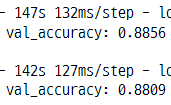 - 147s 132ms/step - lo
val_accuracy: 0.8856
- 142s 127ms/step - lo
val_accuracy: 0.8809